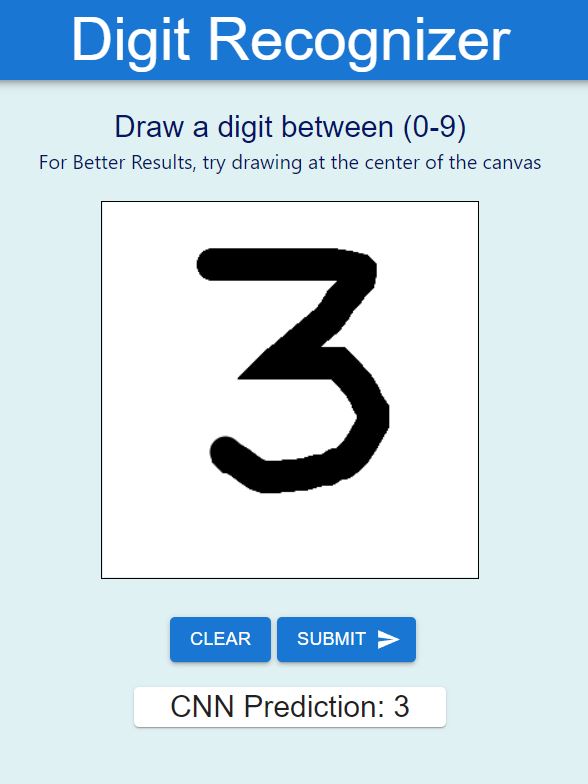 Digit Recognizer
Draw a digit between (0-9)
For Better Results, try drawing at the center of the canvas
3
CLEAR SUBMIT
CNN Prediction: 3